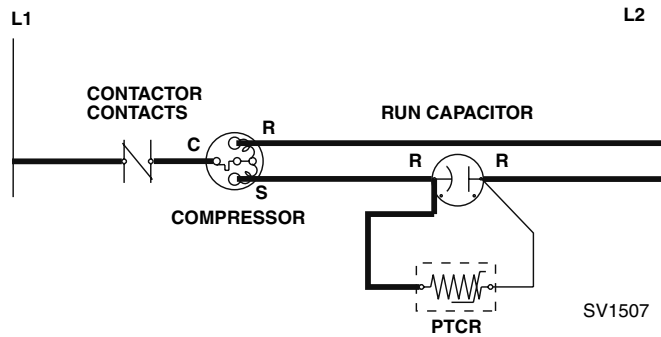 L1
L2
CONTACTOR
CONTACTS
C
R
S
COMPRESSOR
RUN CAPACITOR
R
R
PTCR
SV1507